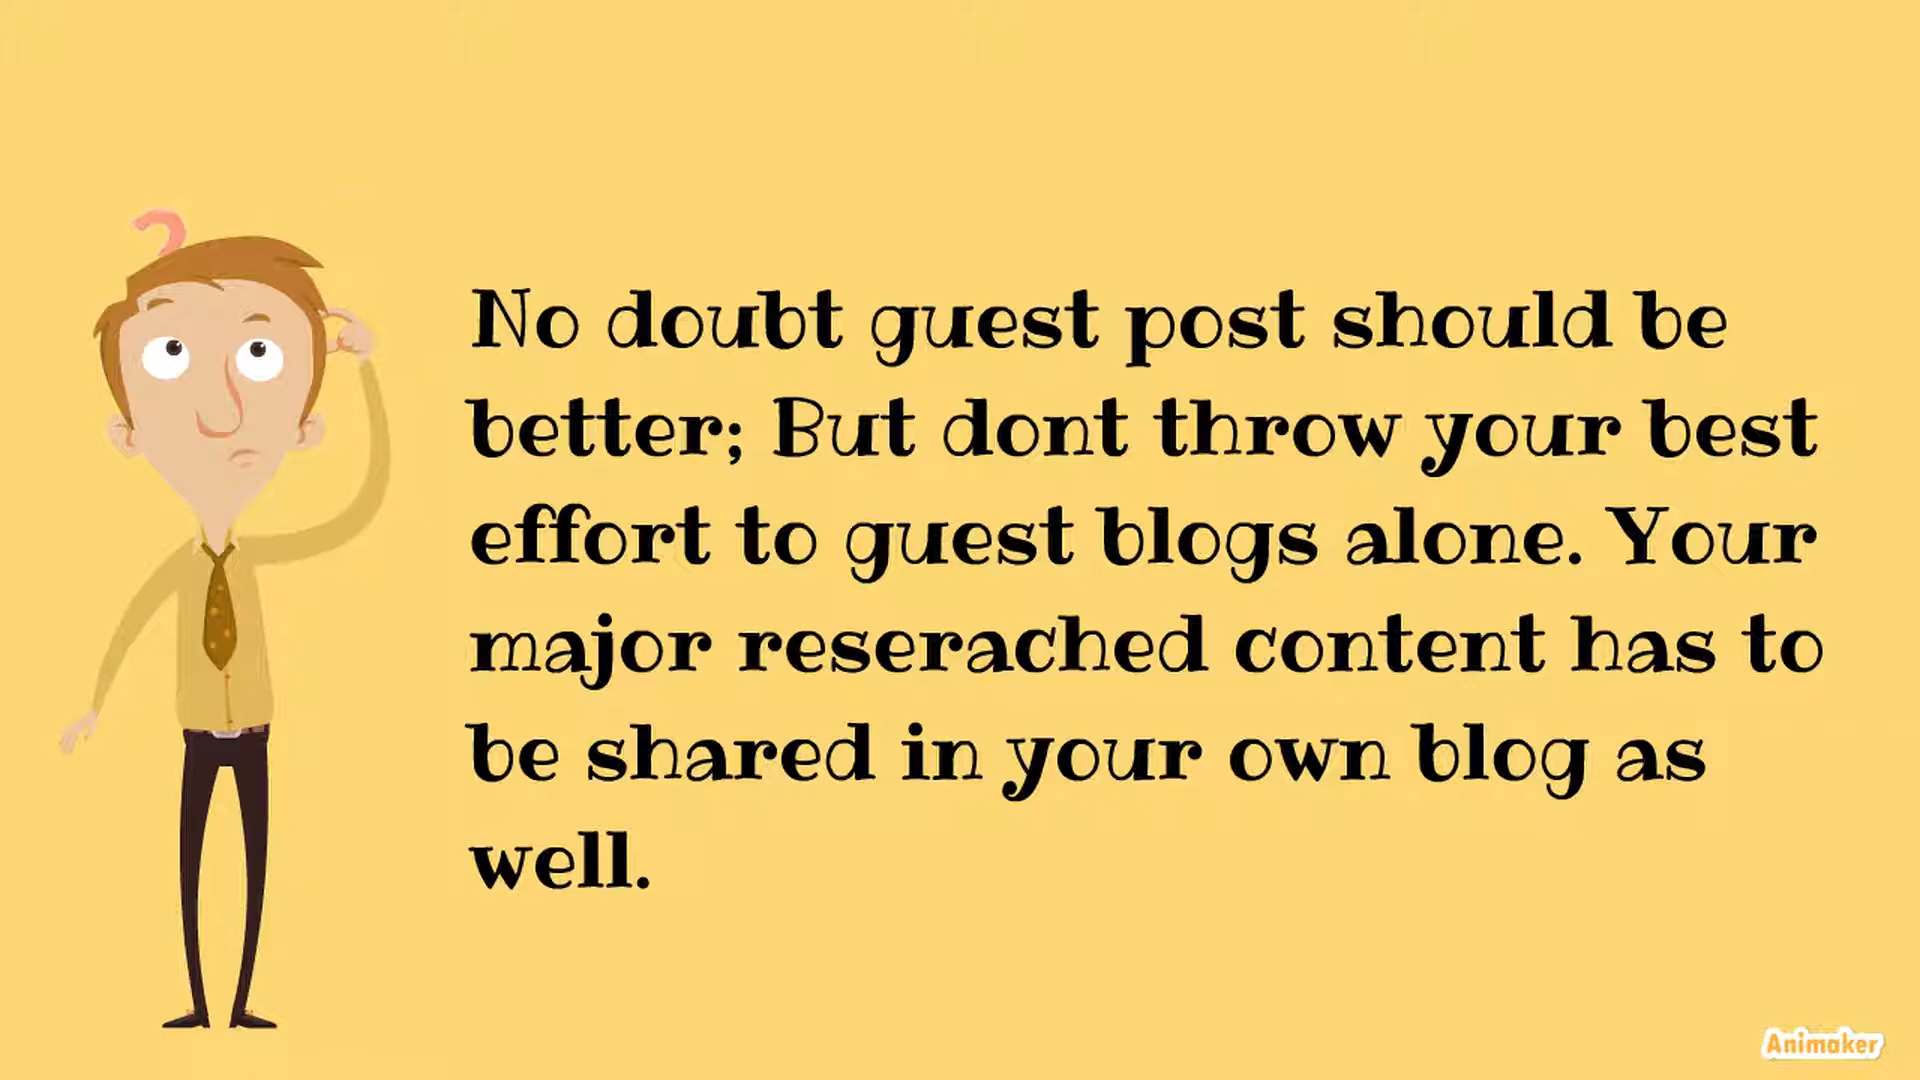 No doubt guest post should be
better; But dont throw your best
effort to guest blogs alone. Your
major reserached content has to
be shared in your own blog as
well.
Animaker